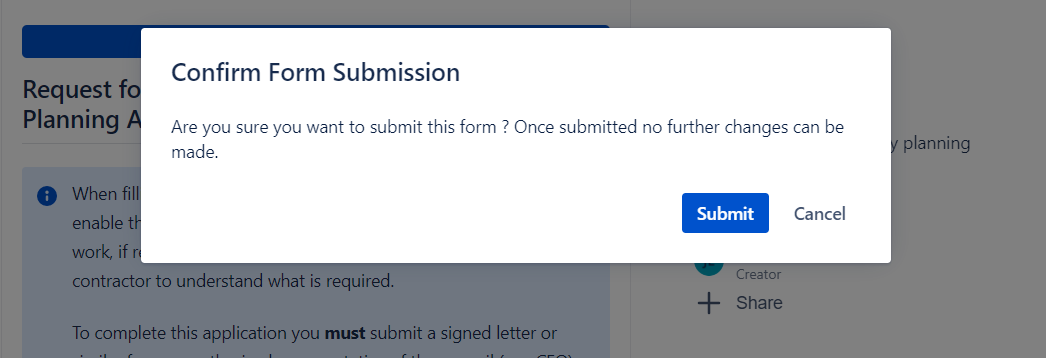 Confirm Form Submission
Are you sure you want to submit this form ? Once submitted no further changes can be
made.
Submit
Cancel
Request fo
Planning A
When fill
enable th
work, if re
contractor to understand what is required.
To complete this application you must submit a signed letter or
y planning
Creator
Share